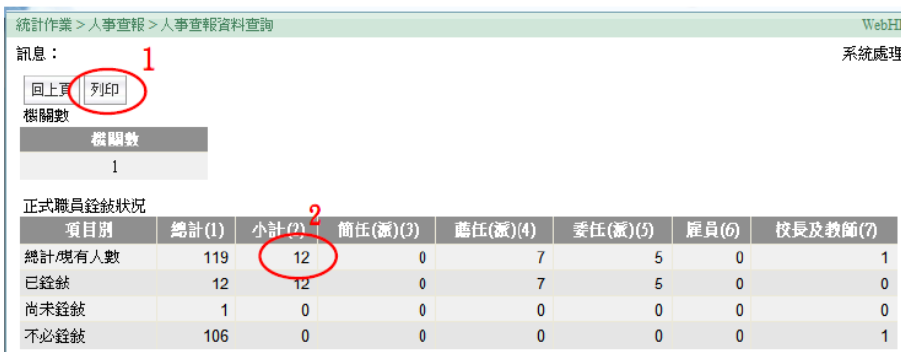 統計作業 > 人事查報 > 人事查報資料查詢 WebHI
訊息： 1 系統處理
回上頁 列印
機關數
機關數
1
正式職員銓敍狀況
2
項目別 總計(1) 小計(2) 簡任(派)(3) 薦任(派)(4) 委任(派)(5) 雇員(6) 校長及教師(7)
總計/現有人數 119 12 0 7 5 0 1
已銓敍 12 12 0 7 5 0 0
尚未銓敍 1 0 0 0 0 0 0
不必銓敍 106 0 0 0 0 0 1